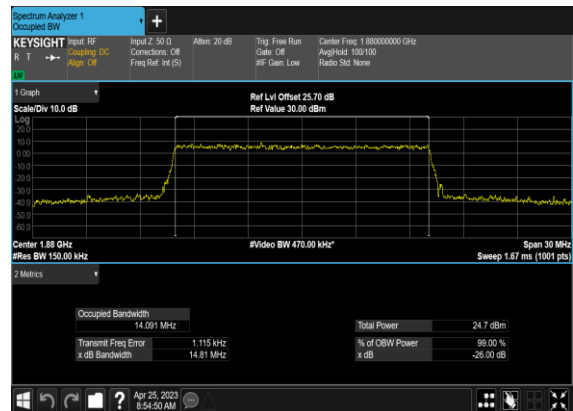 Spectrum Analyzer 1
Occupied BW
+
KEYSIGHT Input: RF Input Z: 50 Ω Atten: 20 dB Trig: Free Run Center Freq: 1.880000000 GHz
R T Coupling: DC Corrections: Off Gate: Off Avg|Hold: 100/100
Align: Off Freq Ref: Int (S) #IF Gain: Low Radio Std: None
1 Graph
Ref Lvl Offset 25.70 dB
Scale/Div 10.0 dB Ref Value 30.00 dBm
Log
20.0
10.0
0.00
-10.0
-20.0
-30.0
-40.0
-50.0
-60.0
Center 1.88 GHz #Video BW 470.00 kHz* Span 30 MHz
#Res BW 150.00 kHz Sweep 1.67 ms (1001 pts)
2 Metrics
Occupied Bandwidth
14.091 MHz Total Power 24.7 dBm
Transmit Freq Error 1.115 kHz % of OBW Power 99.00 %
x dB Bandwidth 14.81 MHz x dB -26.00 dB
? Apr 25, 2023
8:54:50 AM